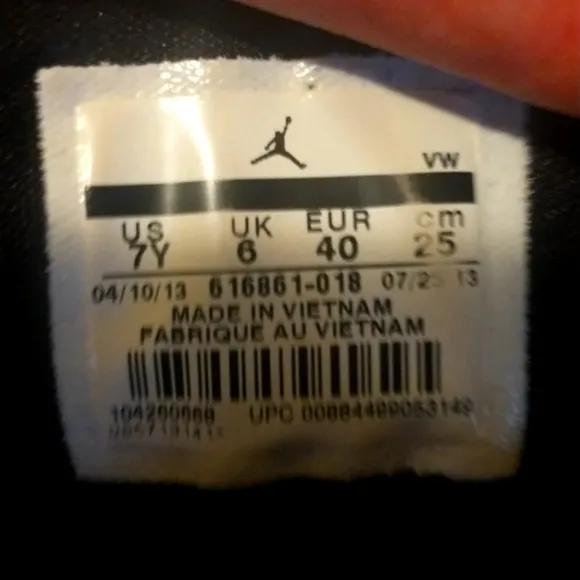 VW
US UK EUR cm
7Y 6 40 25
04/10/13 616861-018 07/25 13
MADE IN VIETNAM
FABRIQUE AU VIETNAM
UPC 00884499053149